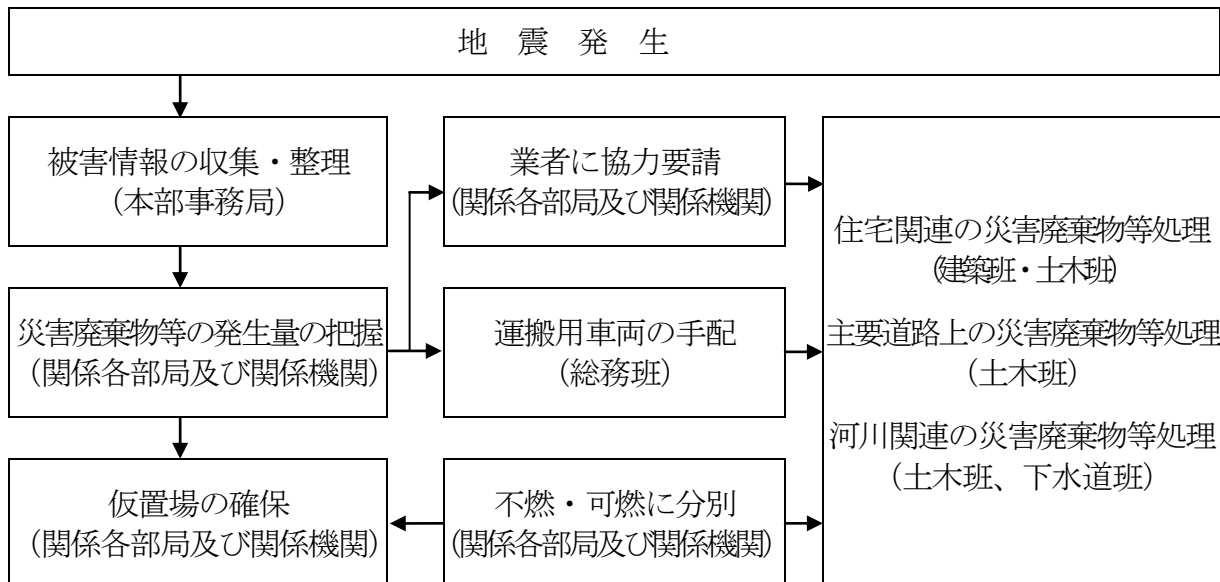 地 震 発 生
被害情報の収集・整理
(本部事務局)
業者に協力要請
(関係各部局及び関係機関)
災害廃棄物等の発生量の把握
(関係各部局及び関係機関)
運搬用車両の手配
(総務班)
仮置場の確保
(関係各部局及び関係機関)
不燃・可燃に分別
(関係各部局及び関係機関)
住宅関連の災害廃棄物等処理
(建築班・土木班)
主要道路上の災害廃棄物等処理
(土木班)
河川関連の災害廃棄物等処理
(土木班、下水道班)